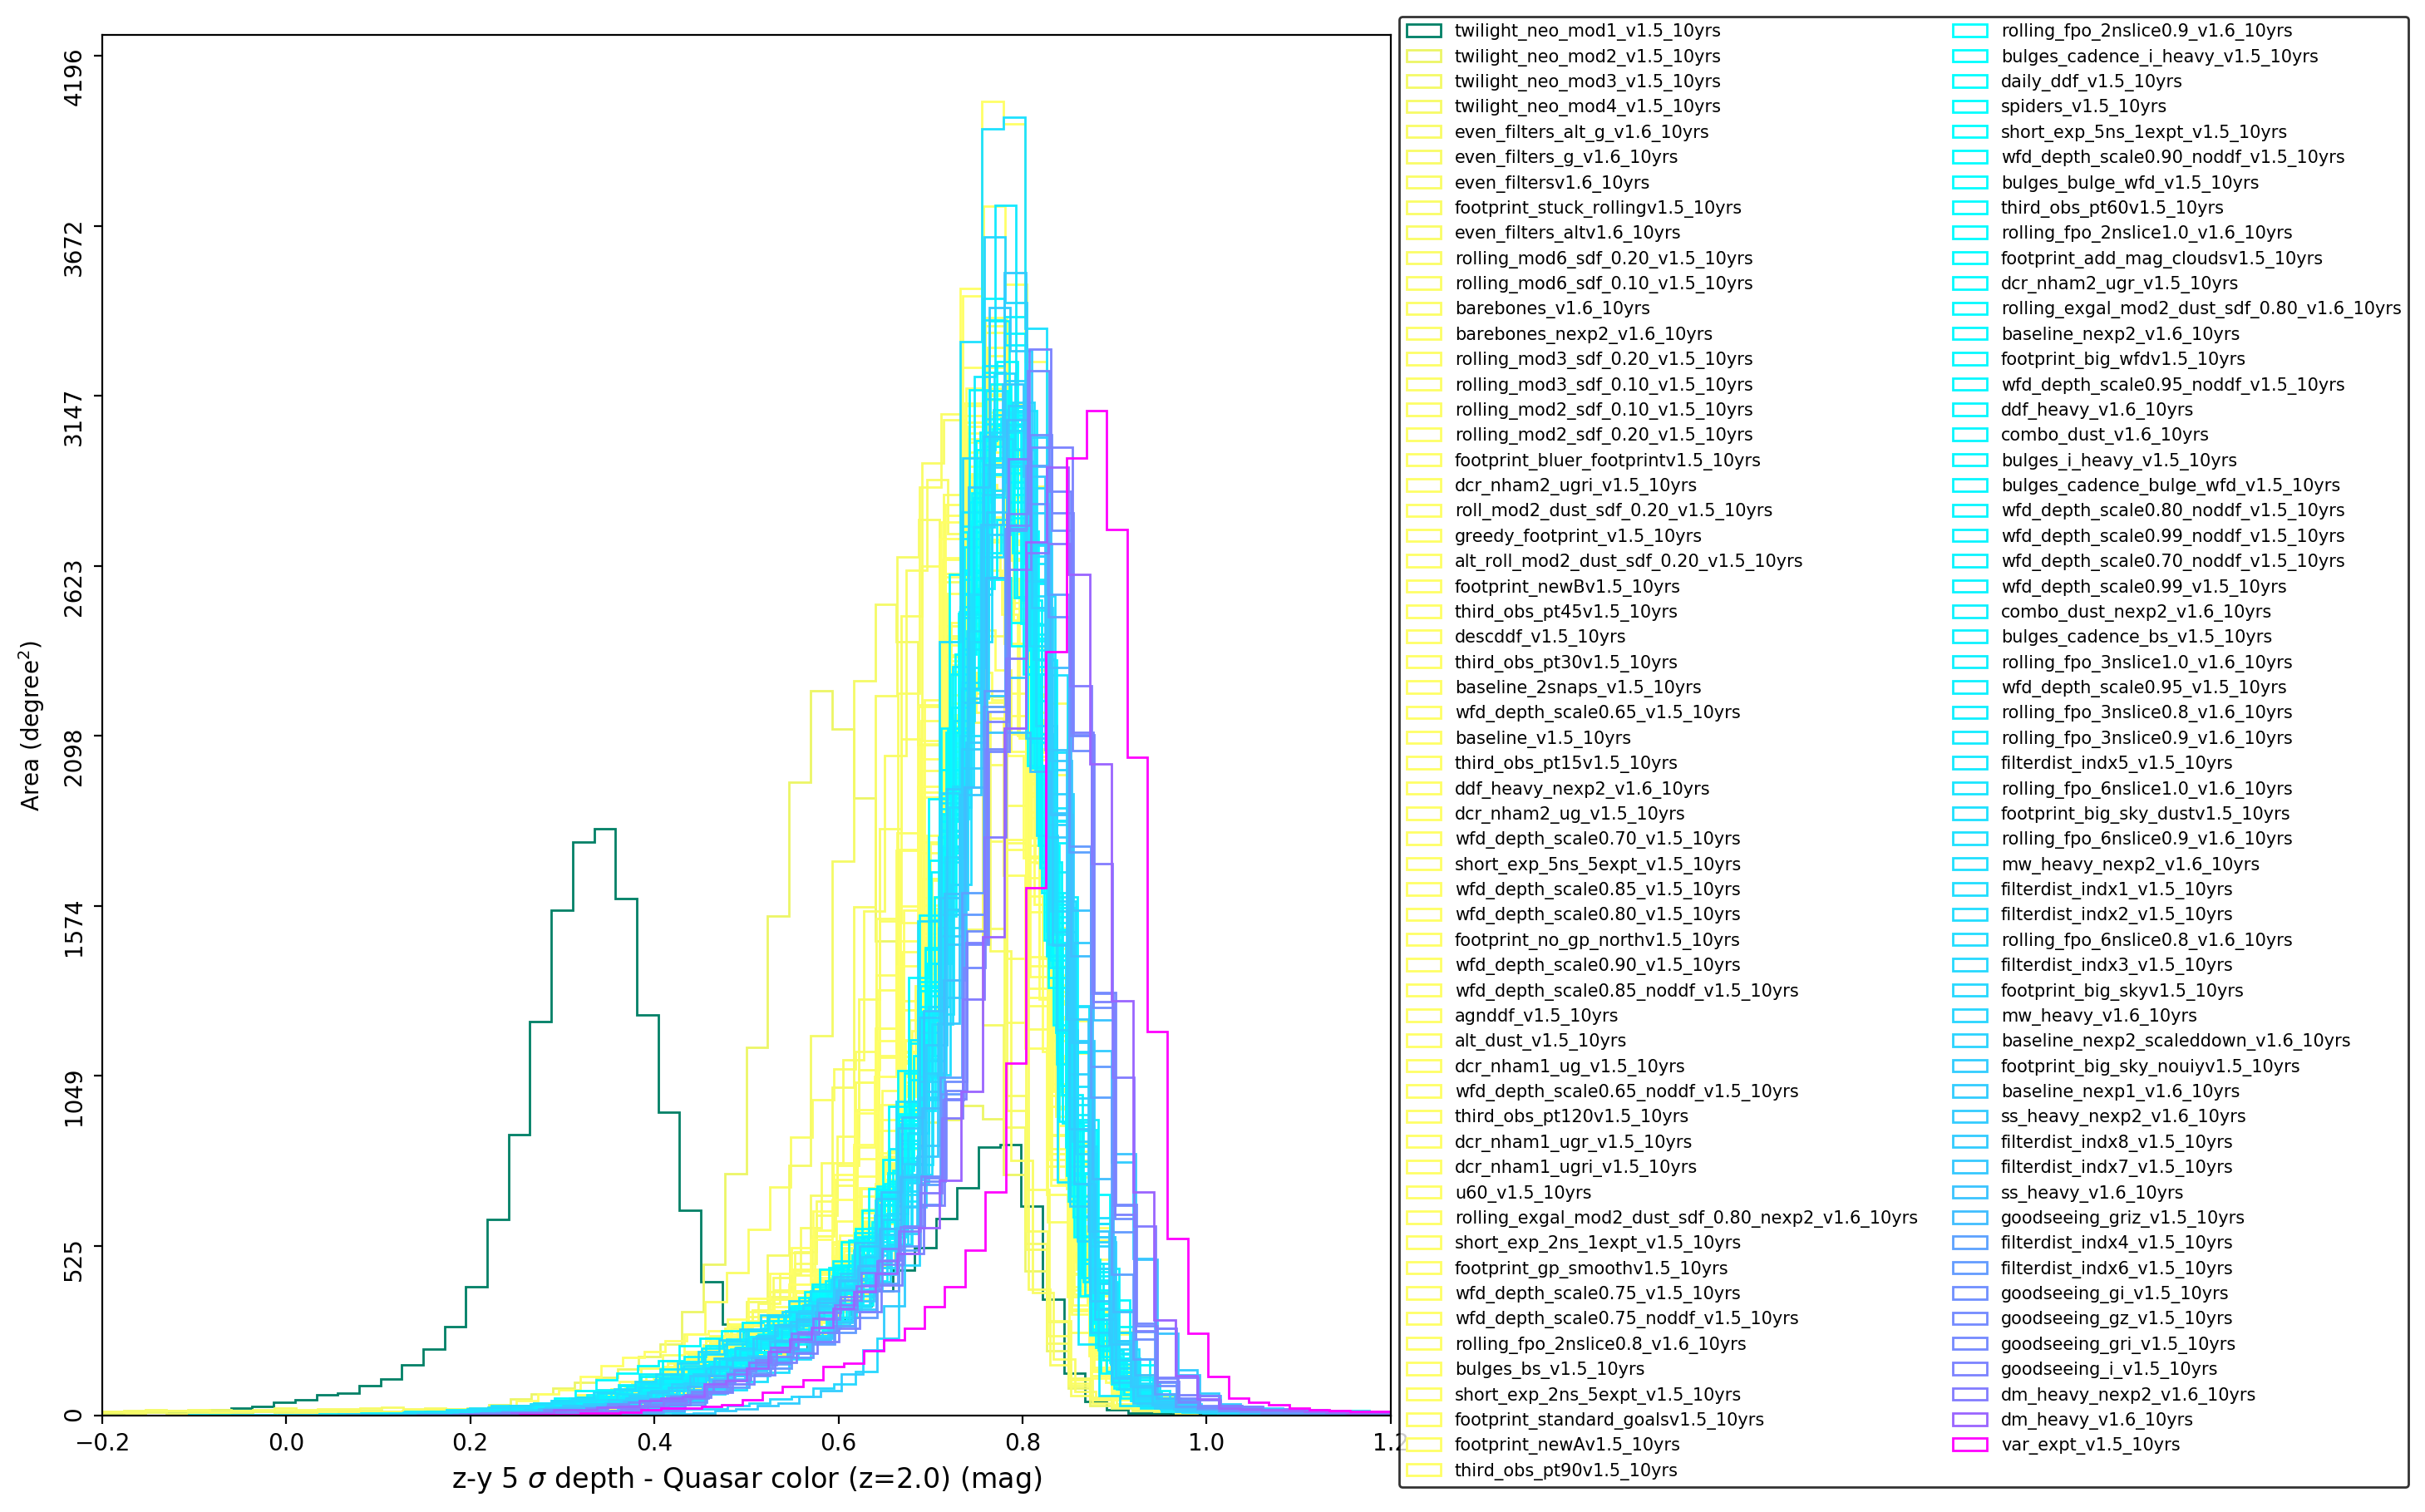 4196
3672
3147
2623
2098
1574
1049
525
0
Area (degree²)
−0.2 0.0 0.2 0.4 0.6 0.8 1.0 1.2
z-y 5 σ depth - Quasar color (z=2.0) (mag)
twilight_neo_mod1_v1.5_10yrs
twilight_neo_mod2_v1.5_10yrs
twilight_neo_mod3_v1.5_10yrs
twilight_neo_mod4_v1.5_10yrs
even_filters_alt_g_v1.6_10yrs
even_filters_g_v1.6_10yrs
even_filtersv1.6_10yrs
footprint_stuck_rollingv1.5_10yrs
even_filters_altv1.6_10yrs
rolling_mod6_sdf_0.20_v1.5_10yrs
rolling_mod6_sdf_0.10_v1.5_10yrs
barebones_v1.6_10yrs
barebones_nexp2_v1.6_10yrs
rolling_mod3_sdf_0.20_v1.5_10yrs
rolling_mod3_sdf_0.10_v1.5_10yrs
rolling_mod2_sdf_0.10_v1.5_10yrs
rolling_mod2_sdf_0.20_v1.5_10yrs
footprint_bluer_footprintv1.5_10yrs
dcr_nham2_ugri_v1.5_10yrs
roll_mod2_dust_sdf_0.20_v1.5_10yrs
greedy_footprint_v1.5_10yrs
alt_roll_mod2_dust_sdf_0.20_v1.5_10yrs
footprint_newBv1.5_10yrs
third_obs_pt45v1.5_10yrs
descddf_v1.5_10yrs
third_obs_pt30v1.5_10yrs
baseline_2snaps_v1.5_10yrs
wfd_depth_scale0.65_v1.5_10yrs
baseline_v1.5_10yrs
third_obs_pt15v1.5_10yrs
ddf_heavy_nexp2_v1.6_10yrs
dcr_nham2_ug_v1.5_10yrs
wfd_depth_scale0.70_v1.5_10yrs
short_exp_5ns_5expt_v1.5_10yrs
wfd_depth_scale0.85_v1.5_10yrs
wfd_depth_scale0.80_v1.5_10yrs
footprint_no_gp_northv1.5_10yrs
wfd_depth_scale0.90_v1.5_10yrs
wfd_depth_scale0.85_noddf_v1.5_10yrs
agnddf_v1.5_10yrs
alt_dust_v1.5_10yrs
dcr_nham1_ug_v1.5_10yrs
wfd_depth_scale0.65_noddf_v1.5_10yrs
third_obs_pt120v1.5_10yrs
dcr_nham1_ugr_v1.5_10yrs
dcr_nham1_ugri_v1.5_10yrs
u60_v1.5_10yrs
rolling_exgal_mod2_dust_sdf_0.80_nexp2_v1.6_10yrs
short_exp_2ns_1expt_v1.5_10yrs
footprint_gp_smoothv1.5_10yrs
wfd_depth_scale0.75_v1.5_10yrs
wfd_depth_scale0.75_noddf_v1.5_10yrs
rolling_fpo_2nslice0.8_v1.6_10yrs
bulges_bs_v1.5_10yrs
short_exp_2ns_5expt_v1.5_10yrs
footprint_standard_goalsv1.5_10yrs
footprint_newAv1.5_10yrs
third_obs_pt90v1.5_10yrs
rolling_fpo_2nslice0.9_v1.6_10yrs
bulges_cadence_i_heavy_v1.5_10yrs
daily_ddf_v1.5_10yrs
spiders_v1.5_10yrs
short_exp_5ns_1expt_v1.5_10yrs
wfd_depth_scale0.90_noddf_v1.5_10yrs
bulges_bulge_wfd_v1.5_10yrs
third_obs_pt60v1.5_10yrs
rolling_fpo_2nslice1.0_v1.6_10yrs
footprint_add_mag_cloudsv1.5_10yrs
dcr_nham2_ugr_v1.5_10yrs
rolling_exgal_mod2_dust_sdf_0.80_v1.6_10yrs
baseline_nexp2_v1.6_10yrs
footprint_big_wfdv1.5_10yrs
wfd_depth_scale0.95_noddf_v1.5_10yrs
ddf_heavy_v1.6_10yrs
combo_dust_v1.6_10yrs
bulges_i_heavy_v1.5_10yrs
bulges_cadence_bulge_wfd_v1.5_10yrs
wfd_depth_scale0.80_noddf_v1.5_10yrs
wfd_depth_scale0.99_noddf_v1.5_10yrs
wfd_depth_scale0.70_noddf_v1.5_10yrs
wfd_depth_scale0.99_v1.5_10yrs
combo_dust_nexp2_v1.6_10yrs
bulges_cadence_bs_v1.5_10yrs
rolling_fpo_3nslice1.0_v1.6_10yrs
wfd_depth_scale0.95_v1.5_10yrs
rolling_fpo_3nslice0.8_v1.6_10yrs
rolling_fpo_3nslice0.9_v1.6_10yrs
filterdist_indx5_v1.5_10yrs
rolling_fpo_6nslice1.0_v1.6_10yrs
footprint_big_sky_dustv1.5_10yrs
rolling_fpo_6nslice0.9_v1.6_10yrs
mw_heavy_nexp2_v1.6_10yrs
filterdist_indx1_v1.5_10yrs
filterdist_indx2_v1.5_10yrs
rolling_fpo_6nslice0.8_v1.6_10yrs
filterdist_indx3_v1.5_10yrs
footprint_big_skyv1.5_10yrs
mw_heavy_v1.6_10yrs
baseline_nexp2_scaleddown_v1.6_10yrs
footprint_big_sky_nouiyv1.5_10yrs
baseline_nexp1_v1.6_10yrs
ss_heavy_nexp2_v1.6_10yrs
filterdist_indx8_v1.5_10yrs
filterdist_indx7_v1.5_10yrs
ss_heavy_v1.6_10yrs
goodseeing_griz_v1.5_10yrs
filterdist_indx4_v1.5_10yrs
filterdist_indx6_v1.5_10yrs
goodseeing_gi_v1.5_10yrs
goodseeing_gz_v1.5_10yrs
goodseeing_gri_v1.5_10yrs
goodseeing_i_v1.5_10yrs
dm_heavy_nexp2_v1.6_10yrs
dm_heavy_v1.6_10yrs
var_expt_v1.5_10yrs